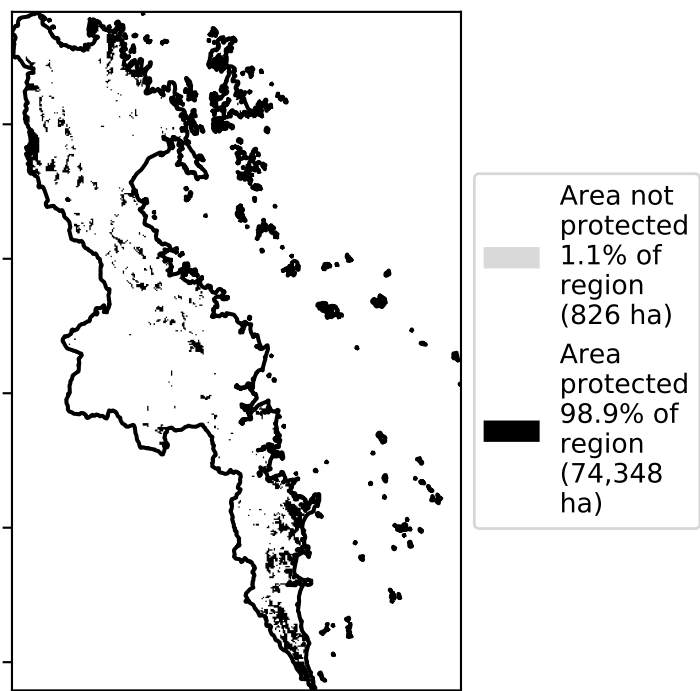 Area not
protected
1.1% of
region
(826 ha)
Area
protected
98.9% of
region
(74,348
ha)